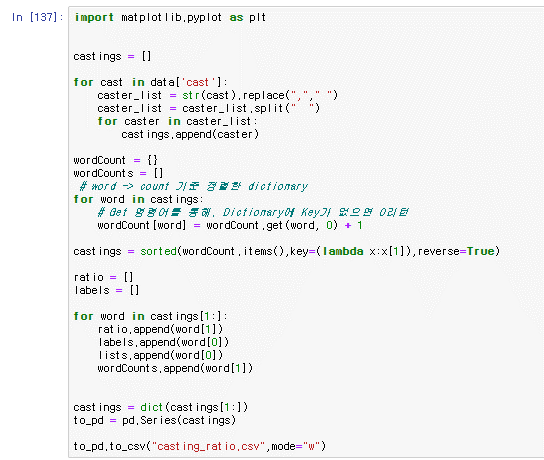 In [137]:
import matplotlib.pyplot as plt
castings = []
for cast in data['cast']:
    caster_list = str(cast).replace(","," ")
    caster_list = caster_list.split("  ")
    for caster in caster_list:
        castings.append(caster)
wordCount = {}
wordCounts = []
 # word -> count 기준 정렬한 dictionary
for word in castings:
    # Get 명령어를 통해, Dictionary에 Key가 없으면 0리턴
    wordCount[word] = wordCount.get(word, 0) + 1
castings = sorted(wordCount.items(),key=(lambda x:x[1]),reverse=True)
ratio = []
labels = []
for word in castings[1:]:
    ratio.append(word[1])
    labels.append(word[0])
    lists.append(word[0])
    wordCounts.append(word[1])
castings = dict(castings[1:])
to_pd = pd.Series(castings)
to_pd.to_csv("casting_ratio.csv",mode="w")